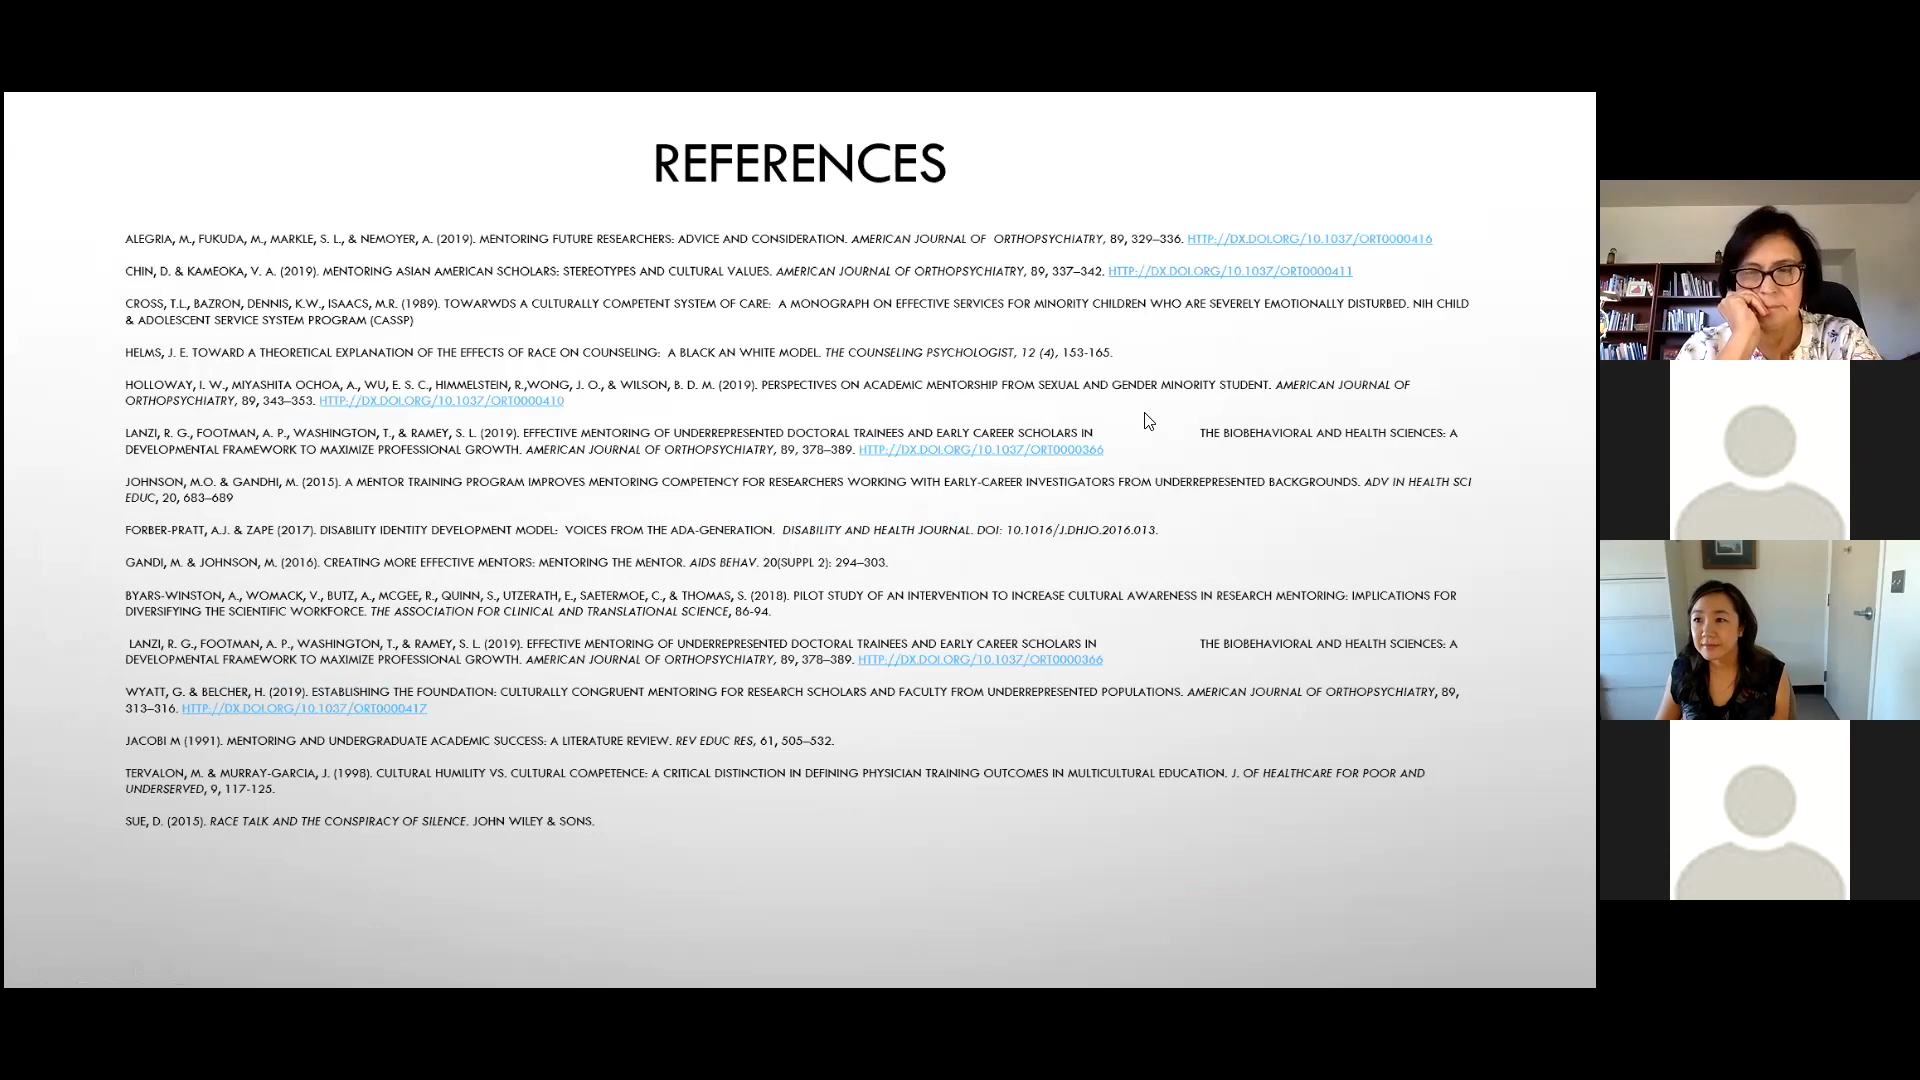 REFERENCES
ALEGRIA, M., FUKUDA, M., MARKLE, S. L., & NEMOYER, A. (2019). MENTORING FUTURE RESEARCHERS: ADVICE AND CONSIDERATION. AMERICAN JOURNAL OF ORTHOPSYCHIATRY, 89, 329–336. HTTP://DX.DOI.ORG/10.1037/ORT0000416
CHIN, D. & KAMEOKA, V. A. (2019). MENTORING ASIAN AMERICAN SCHOLARS: STEREOTYPES AND CULTURAL VALUES. AMERICAN JOURNAL OF ORTHOPSYCHIATRY, 89, 337–342. HTTP://DX.DOI.ORG/10.1037/ORT0000411
CROSS, T.L., BAZRON, DENNIS, K.W., ISAACS, M.R. (1989). TOWARWDS A CULTURALLY COMPETENT SYSTEM OF CARE: A MONOGRAPH ON EFFECTIVE SERVICES FOR MINORITY CHILDREN WHO ARE SEVERELY EMOTIONALLY DISTURBED. NIH CHILD
& ADOLESCENT SERVICE SYSTEM PROGRAM (CASSP)
HELMS, J. E. TOWARD A THEORETICAL EXPLANATION OF THE EFFECTS OF RACE ON COUNSELING: A BLACK AN WHITE MODEL. THE COUNSELING PSYCHOLOGIST, 12 (4), 153-165.
HOLLOWAY, I. W., MIYASHITA OCHOA, A., WU, E. S. C., HIMMELSTEIN, R.,WONG, J. O., & WILSON, B. D. M. (2019). PERSPECTIVES ON ACADEMIC MENTORSHIP FROM SEXUAL AND GENDER MINORITY STUDENT. AMERICAN JOURNAL OF
ORTHOPSYCHIATRY, 89, 343–353. HTTP://DX.DOI.ORG/10.1037/ORT0000410
LANZI, R. G., FOOTMAN, A. P., WASHINGTON, T., & RAMEY, S. L. (2019). EFFECTIVE MENTORING OF UNDERREPRESENTED DOCTORAL TRAINEES AND EARLY CAREER SCHOLARS IN THE BIOBEHAVIORAL AND HEALTH SCIENCES: A
DEVELOPMENTAL FRAMEWORK TO MAXIMIZE PROFESSIONAL GROWTH. AMERICAN JOURNAL OF ORTHOPSYCHIATRY, 89, 378–389. HTTP://DX.DOI.ORG/10.1037/ORT0000366
JOHNSON, M.O. & GANDHI, M. (2015). A MENTOR TRAINING PROGRAM IMPROVES MENTORING COMPETENCY FOR RESEARCHERS WORKING WITH EARLY-CAREER INVESTIGATORS FROM UNDERREPRESENTED BACKGROUNDS. ADV IN HEALTH SCI
EDUC, 20, 683–689
FORBER-PRATT, A.J. & ZAPE (2017). DISABILITY IDENTITY DEVELOPMENT MODEL: VOICES FROM THE ADA-GENERATION. DISABILITY AND HEALTH JOURNAL. DOI: 10.1016/J.DHJO.2016.013.
GANDI, M. & JOHNSON, M. (2016). CREATING MORE EFFECTIVE MENTORS: MENTORING THE MENTOR. AIDS BEHAV. 20(SUPPL 2): 294–303.
BYARS-WINSTON, A., WOMACK, V., BUTZ, A., MCGEE, R., QUINN, S., UTZERATH, E., SAETERMOE, C., & THOMAS, S. (2018). PILOT STUDY OF AN INTERVENTION TO INCREASE CULTURAL AWARENESS IN RESEARCH MENTORING: IMPLICATIONS FOR
DIVERSIFYING THE SCIENTIFIC WORKFORCE. THE ASSOCIATION FOR CLINICAL AND TRANSLATIONAL SCIENCE, 86-94.
LANZI, R. G., FOOTMAN, A. P., WASHINGTON, T., & RAMEY, S. L. (2019). EFFECTIVE MENTORING OF UNDERREPRESENTED DOCTORAL TRAINEES AND EARLY CAREER SCHOLARS IN THE BIOBEHAVIORAL AND HEALTH SCIENCES: A
DEVELOPMENTAL FRAMEWORK TO MAXIMIZE PROFESSIONAL GROWTH. AMERICAN JOURNAL OF ORTHOPSYCHIATRY, 89, 378–389. HTTP://DX.DOI.ORG/10.1037/ORT0000366
WYATT, G. & BELCHER, H. (2019). ESTABLISHING THE FOUNDATION: CULTURALLY CONGRUENT MENTORING FOR RESEARCH SCHOLARS AND FACULTY FROM UNDERREPRESENTED POPULATIONS. AMERICAN JOURNAL OF ORTHOPSYCHIATRY, 89,
313–316. HTTP://DX.DOI.ORG/10.1037/ORT0000417
JACOBI M (1991). MENTORING AND UNDERGRADUATE ACADEMIC SUCCESS: A LITERATURE REVIEW. REV EDUC RES, 61, 505–532.
TERVALON, M. & MURRAY-GARCIA, J. (1998). CULTURAL HUMILITY VS. CULTURAL COMPETENCE: A CRITICAL DISTINCTION IN DEFINING PHYSICIAN TRAINING OUTCOMES IN MULTICULTURAL EDUCATION. J. OF HEALTHCARE FOR POOR AND
UNDERSERVED, 9, 117-125.
SUE, D. (2015). RACE TALK AND THE CONSPIRACY OF SILENCE. JOHN WILEY & SONS.